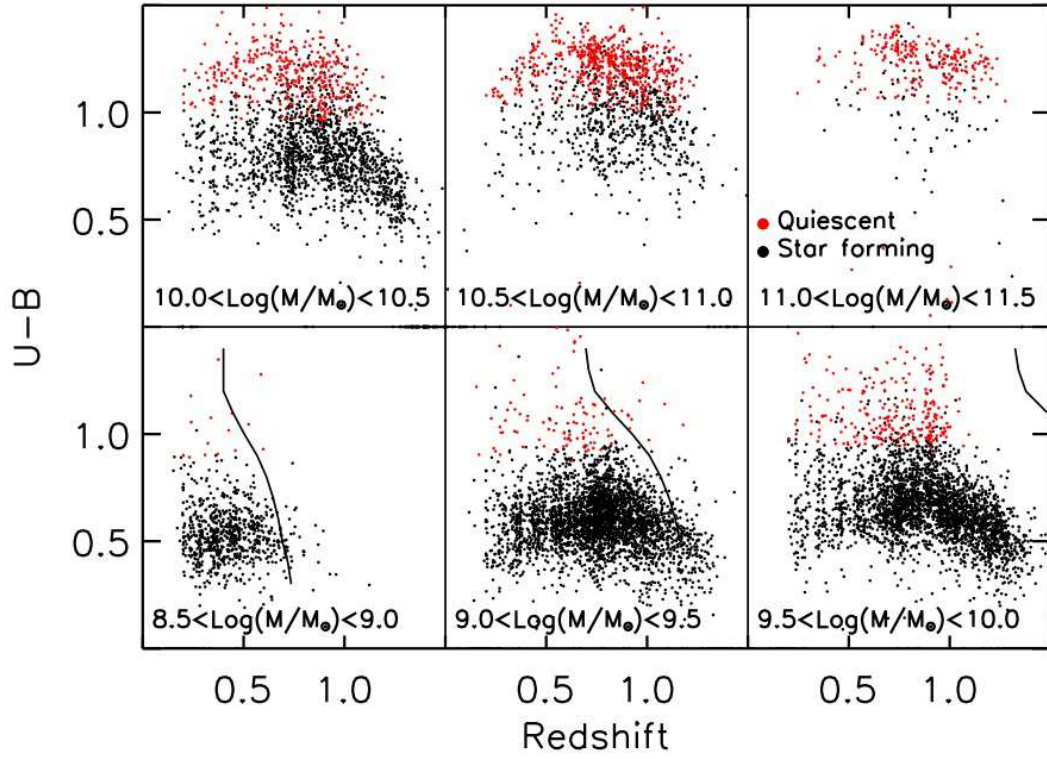 1.0
0.5
Quiescent
Star forming
10.0<Log(M/M⊙)<10.5
10.5<Log(M/M⊙)<11.0
11.0<Log(M/M⊙)<11.5
U-B
1.0
0.5
8.5<Log(M/M⊙)<9.0
9.0<Log(M/M⊙)<9.5
9.5<Log(M/M⊙)<10.0
0.5 1.0 0.5 1.0 0.5 1.0
Redshift